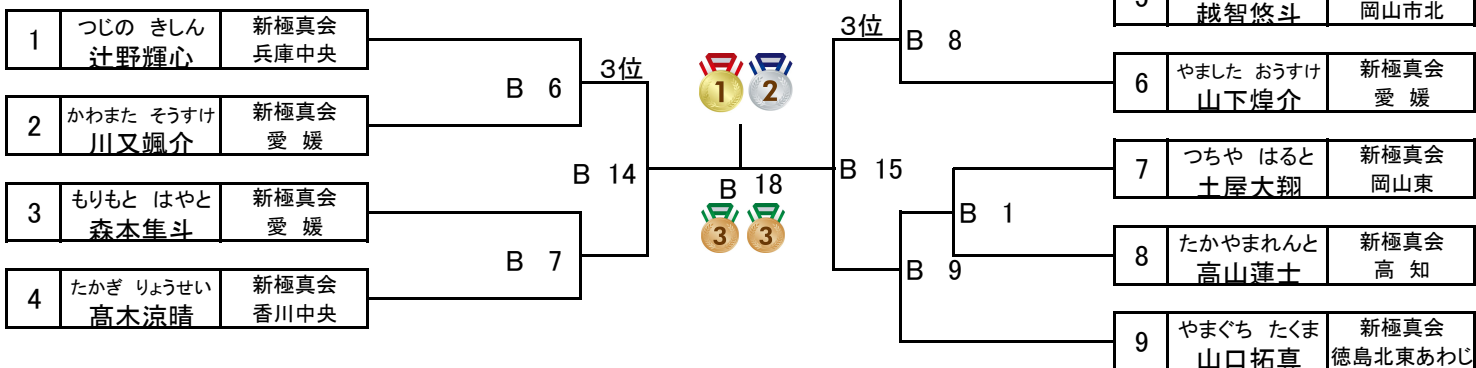 1
つじの きしん
辻野輝心
新極真会
兵庫中央
2
かわまた そうすけ
川又颯介
新極真会
愛 媛
3
もりもと はやと
森本隼斗
新極真会
愛 媛
4
たかぎ りょうせい
髙木涼晴
新極真会
香川中央
B 6
B 7
3位
B 14
1
2
B 18
3
3
3位
B 15
B 8
B 9
B 1
越智悠斗
岡山市北
6
やました おうすけ
山下煌介
新極真会
愛 媛
7
つちや はると
土屋大翔
新極真会
岡山東
8
たかやまれんと
高山蓮士
新極真会
高 知
9
やまぐち たくま
山口拓真
新極真会
徳島北東あわじ